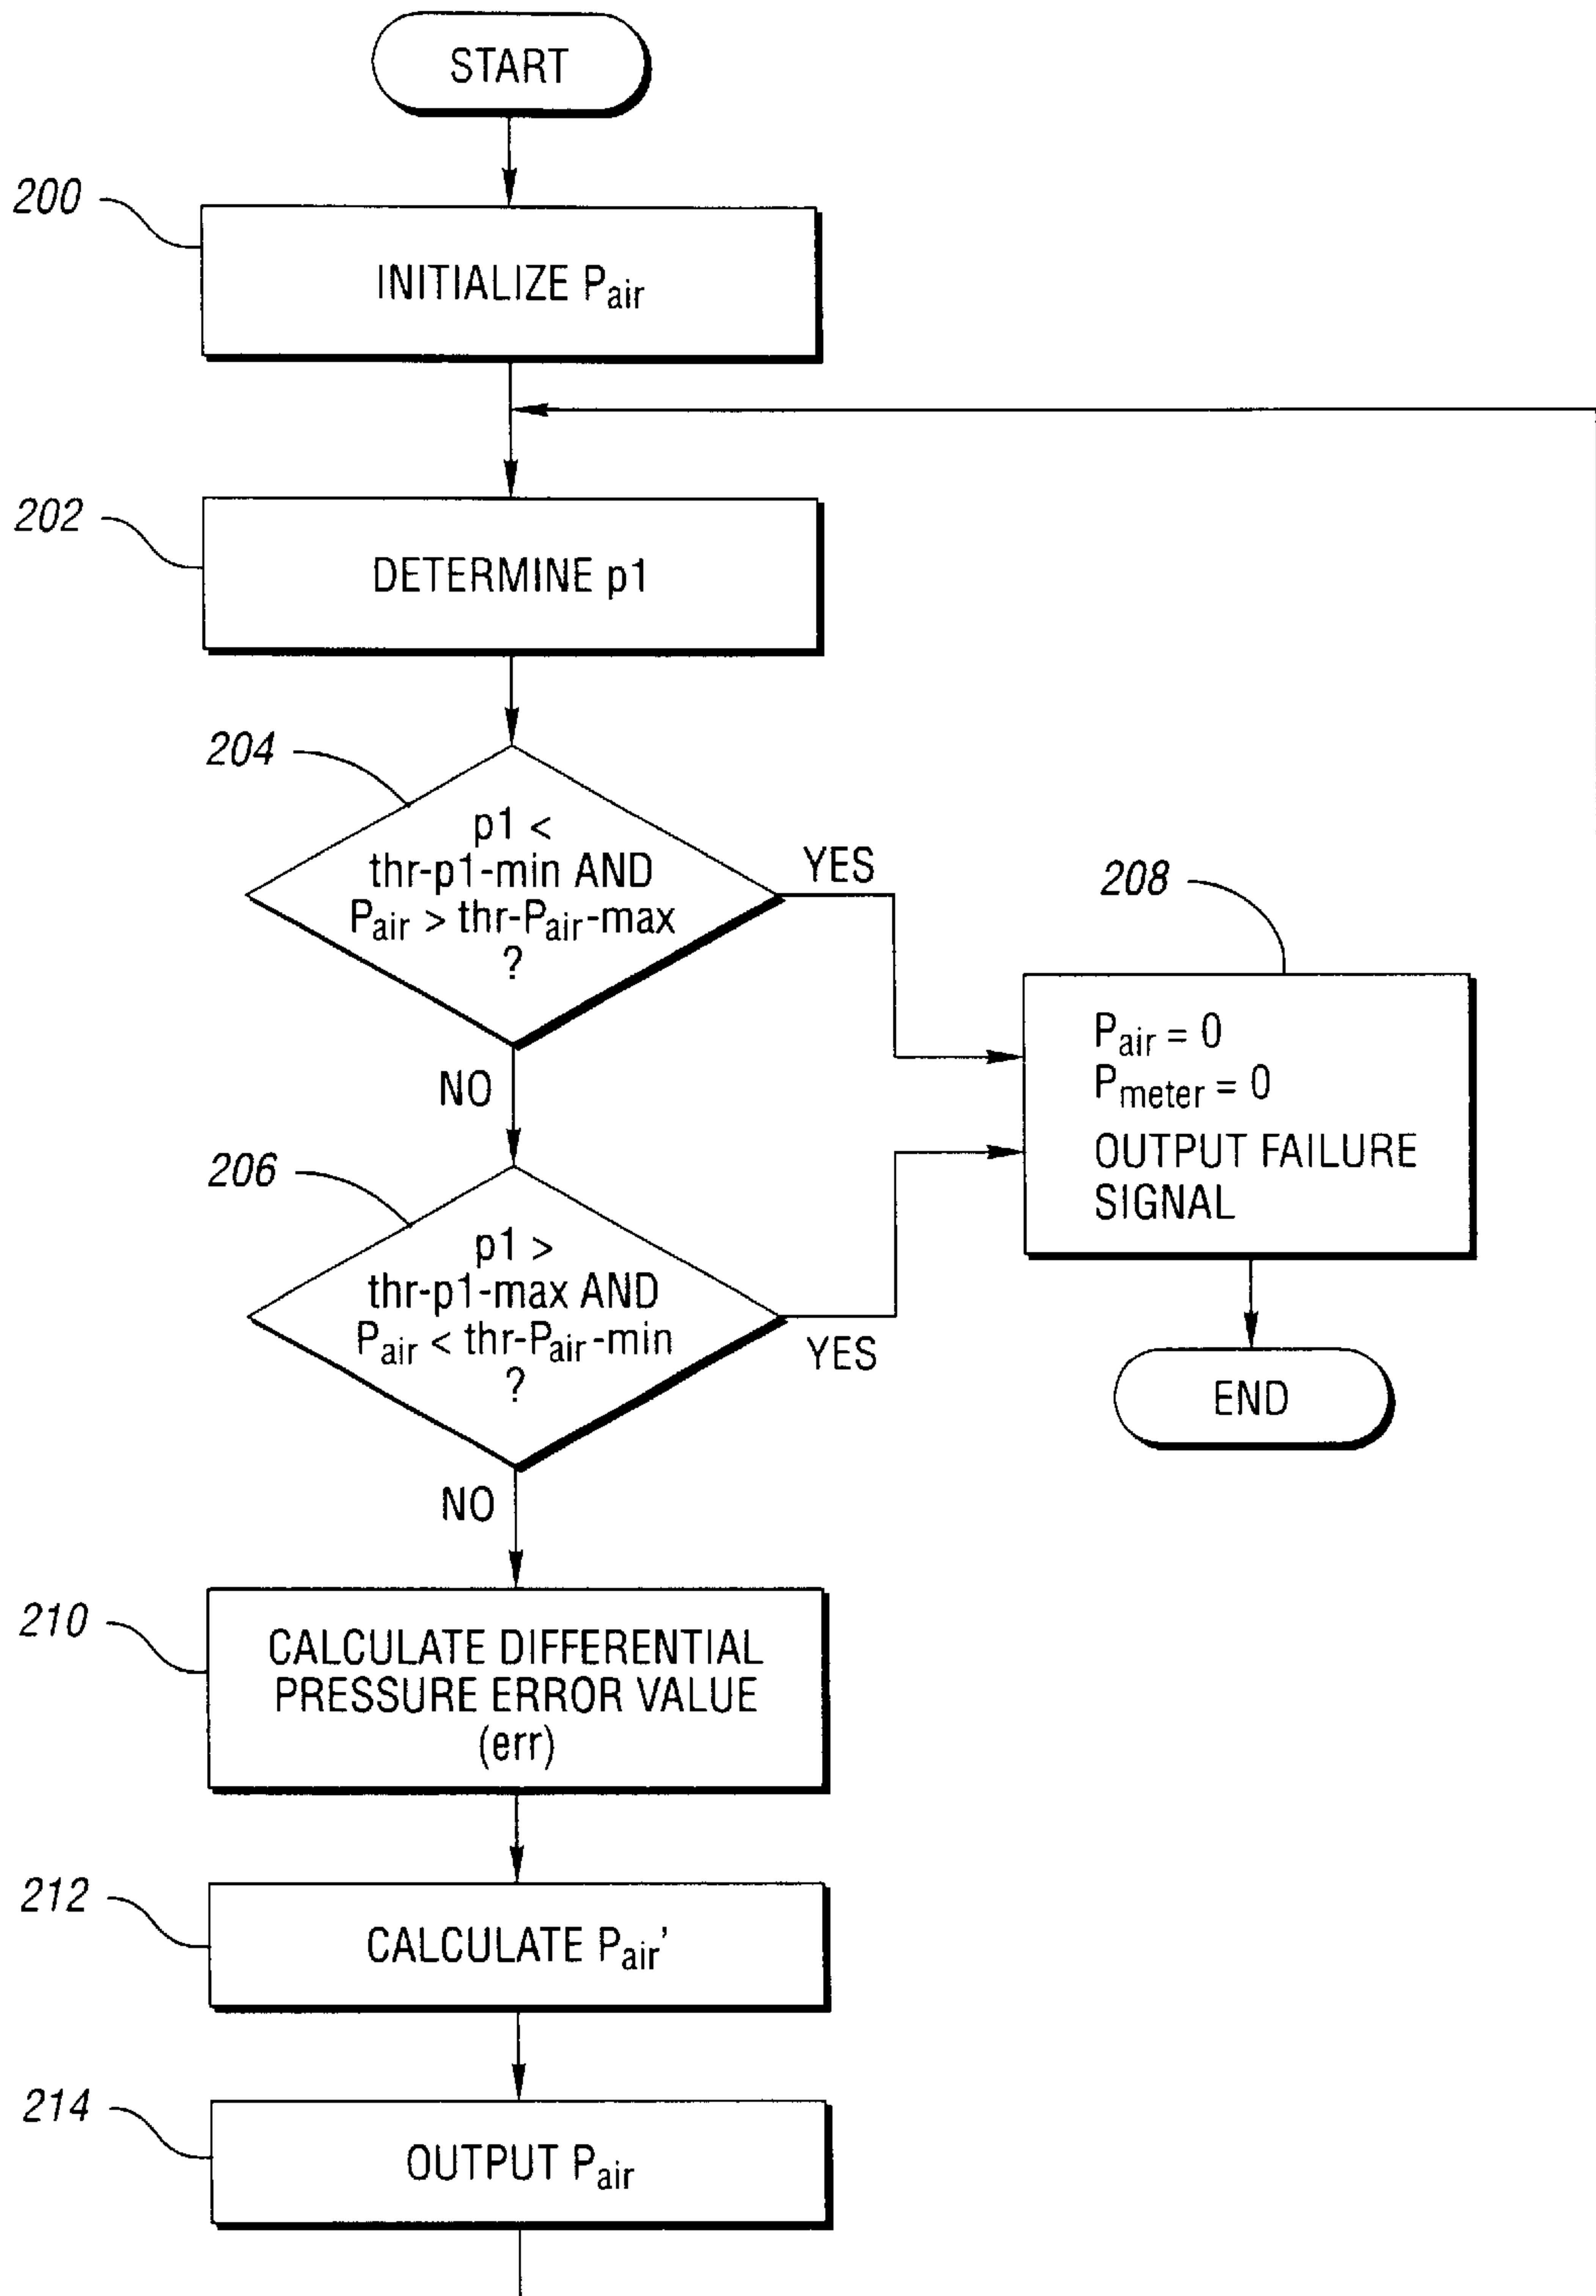 START
200
INITIALIZE Pair
202
DETERMINE p1
204
p1 <
thr-p1-min AND
Pair > thr-Pair-max
?
YES
NO
208
Pair = 0
Pmeter = 0
OUTPUT FAILURE
SIGNAL
206
p1 >
thr-p1-max AND
Pair < thr-Pair-min
?
YES
NO
END
210
CALCULATE DIFFERENTIAL
PRESSURE ERROR VALUE
(err)
212
CALCULATE Pair'
214
OUTPUT Pair